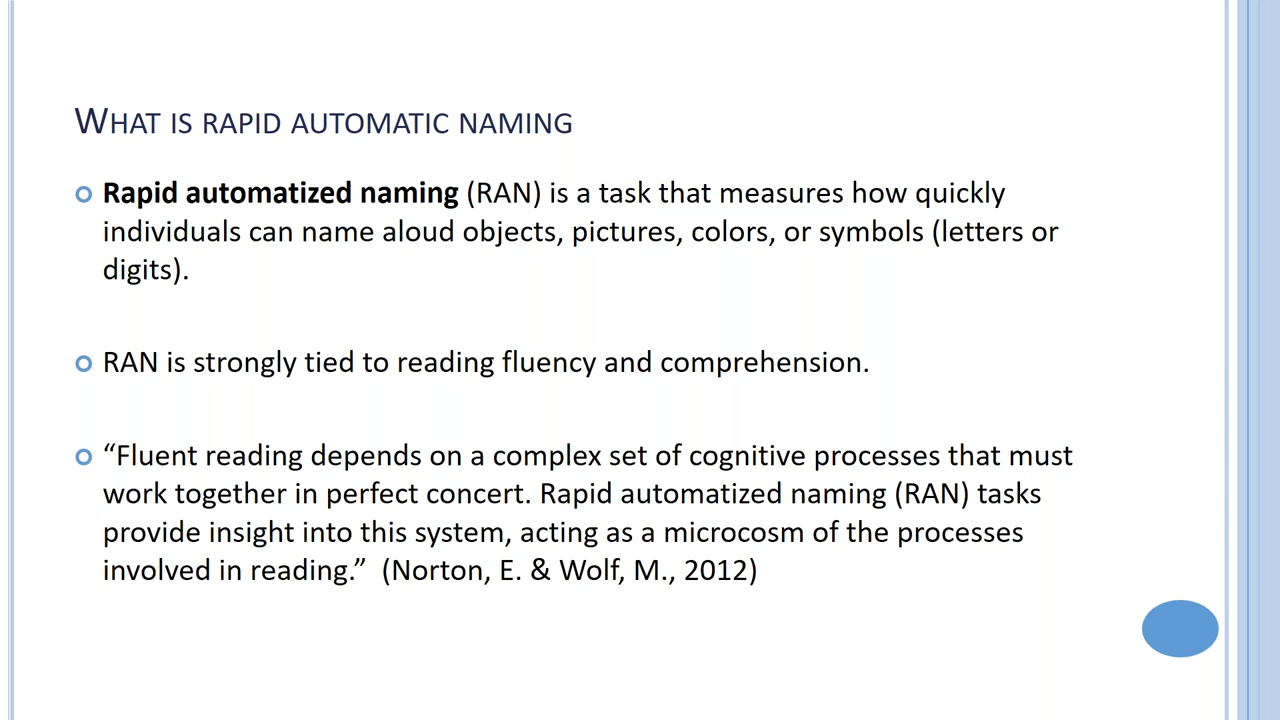 What is rapid automatic naming
Rapid automatized naming (RAN) is a task that measures how quickly
individuals can name aloud objects, pictures, colors, or symbols (letters or
digits).
RAN is strongly tied to reading fluency and comprehension.
“Fluent reading depends on a complex set of cognitive processes that must
work together in perfect concert. Rapid automatized naming (RAN) tasks
provide insight into this system, acting as a microcosm of the processes
involved in reading.” (Norton, E. & Wolf, M., 2012)